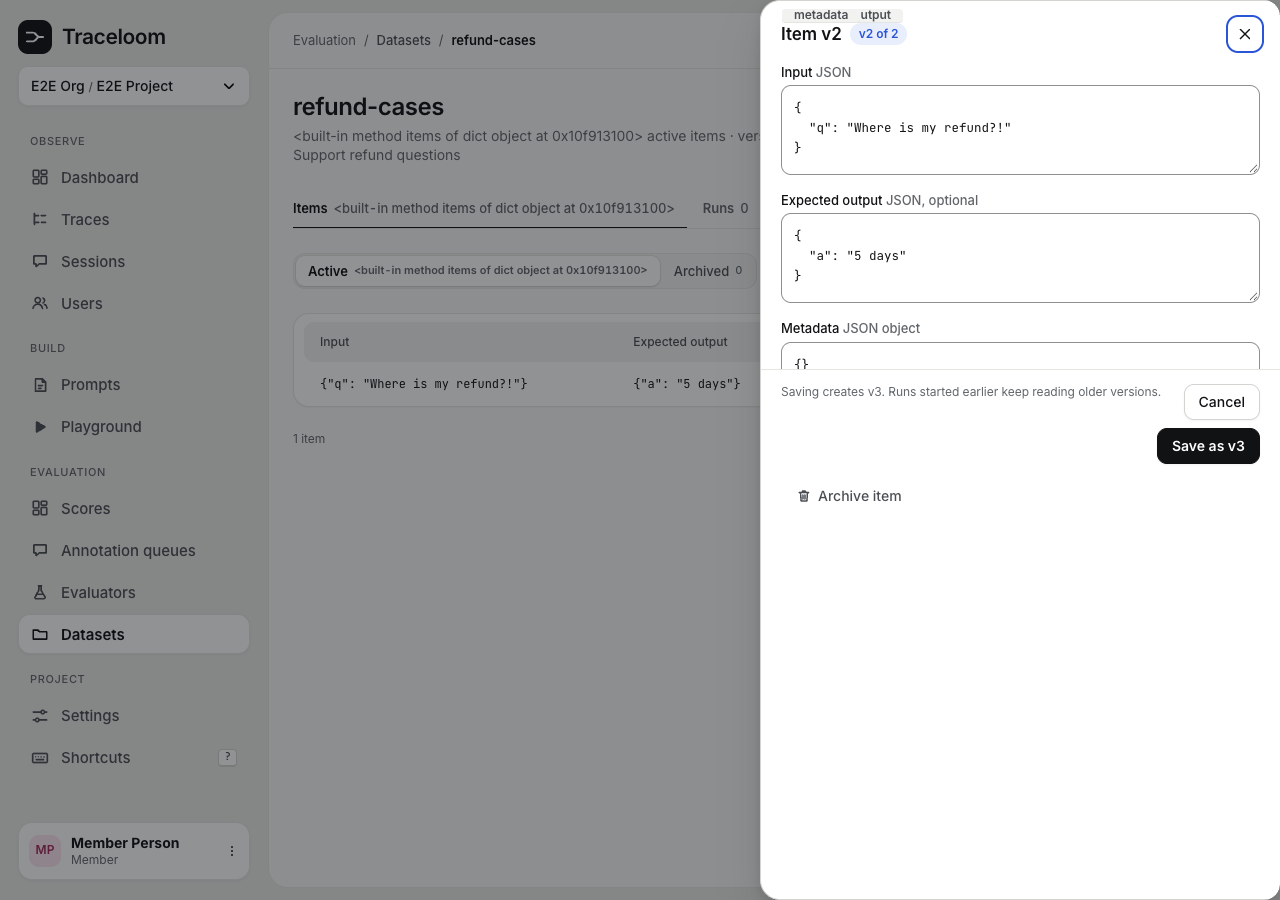 Traceloom
E2E Org / E2E Project
OBSERVE
Dashboard
Traces
Sessions
Users
BUILD
Prompts
Playground
EVALUATION
Scores
Annotation queues
Evaluators
Datasets
PROJECT
Settings
Shortcuts ?
MP
Member Person
Member
Evaluation / Datasets / refund-cases
refund-cases
<built-in method items of dict object at 0x10f913100> active items · ver
Support refund questions
Items <built-in method items of dict object at 0x10f913100> Runs 0
Active <built-in method items of dict object at 0x10f913100> Archived 0
Input Expected output
{"q": "Where is my refund?!"} {"a": "5 days"}
1 item
metadata utput
Item v2 v2 of 2
Input JSON
{
"q": "Where is my refund?!"
}
Expected output JSON, optional
{
"a": "5 days"
}
Metadata JSON object
{}
Saving creates v3. Runs started earlier keep reading older versions.
Cancel
Save as v3
Archive item